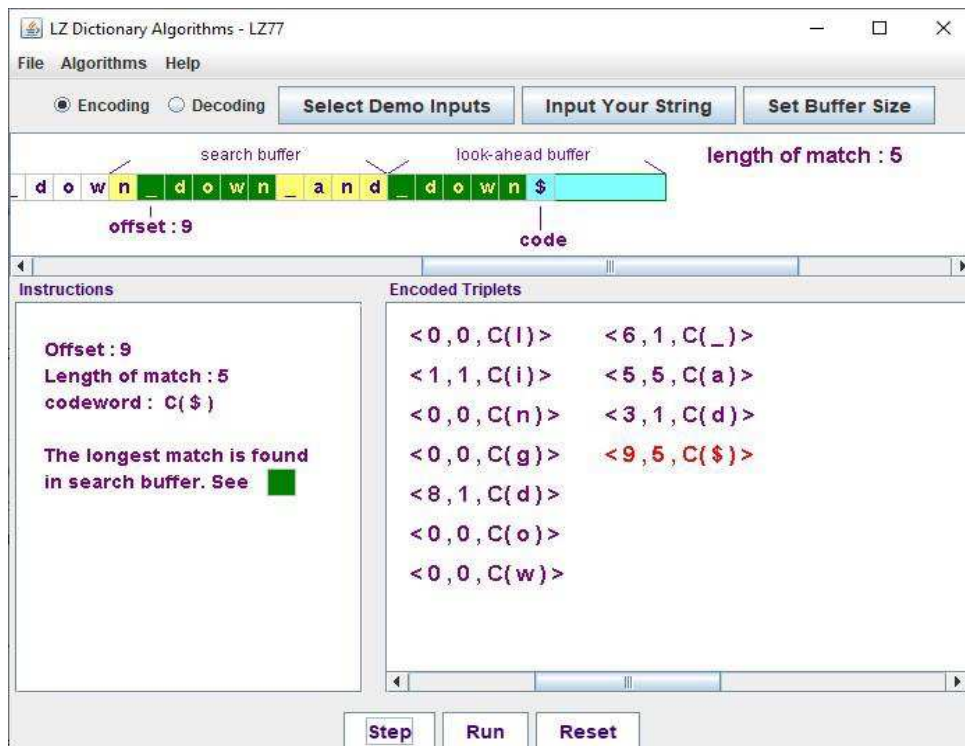 LZ Dictionary Algorithms - LZ77
File Algorithms Help
Encoding Decoding Select Demo Inputs Input Your String Set Buffer Size
search buffer look-ahead buffer length of match : 5
_ d o w n _ d o w n _ a n d _ d o w n $
offset : 9
code
Instructions
Offset : 9
Length of match : 5
codeword : C( $ )
The longest match is found
in search buffer. See
Encoded Triplets
< 0 , 0 , C( l ) > < 6 , 1 , C( _ ) >
< 1 , 1 , C( i ) > < 5 , 5 , C( a ) >
< 0 , 0 , C( n ) > < 3 , 1 , C( d ) >
< 0 , 0 , C( g ) > < 9 , 5 , C( $ ) >
< 8 , 1 , C( d ) >
< 0 , 0 , C( o ) >
< 0 , 0 , C( w ) >
Step Run Reset